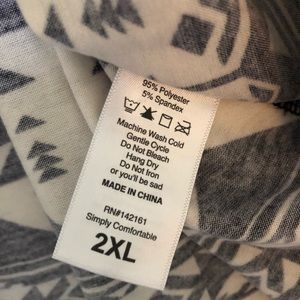 95% Polyester
5% Spandex
Machine Wash Cold
Gentle Cycle
Do Not Bleach
Hang Dry
Do Not Iron
or you'll be sad
MADE IN CHINA
RN#142161
Simply Comfortable
2XL